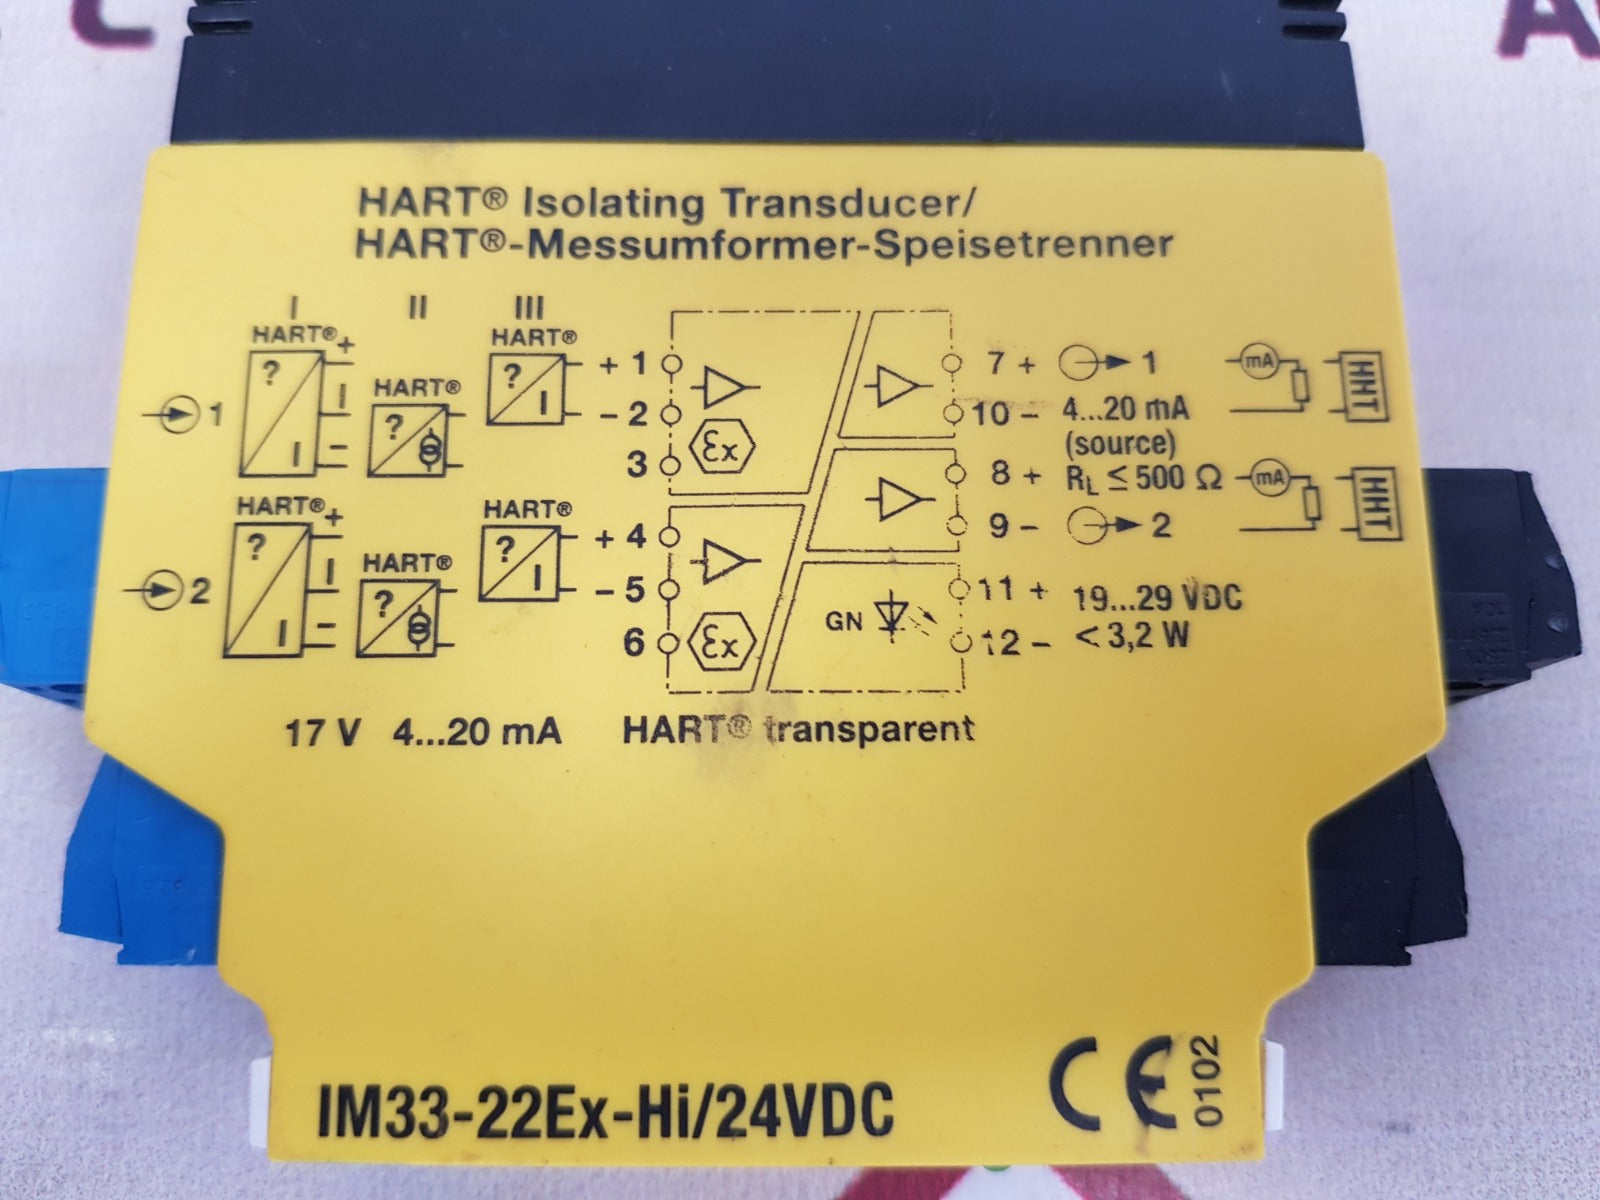 HART® Isolating Transducer/
HART®-Messumformer-Speisetrenner
I II III
HART® HART® HART®
? I + I -
?
? I
1
+ 1
- 2
3
Ex
7 + 1
10 - 4...20 mA
(source)
8 + RL ≤ 500 Ω
9 - 2
mA HHT
mA HHT
HART® HART® HART®
? I + I -
?
? I
2
+ 4
- 5
6
Ex
GN
11 + 19...29 VDC
12 - < 3,2 W
17 V 4...20 mA HART® transparent
IM33-22Ex-Hi/24VDC
CE 0102